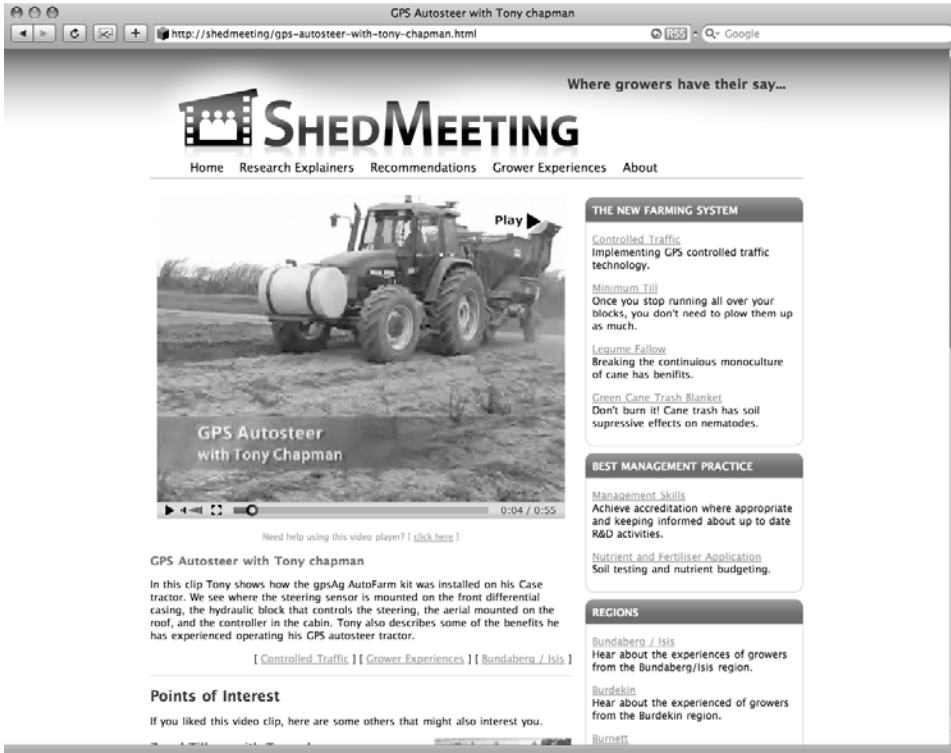 GPS Autosteer with Tony chapman
http://shedmeeting/gps-autosteer-with-tony-chapman.html
RSS
Google
Where growers have their say...
SHEDMEETING
Home Research Explainers Recommendations Grower Experiences About
Play
GPS Autosteer
with Tony Chapman
0:04 / 0:55
Need help using this video player? [ click here ]
GPS Autosteer with Tony chapman
In this clip Tony shows how the gpsAg AutoFarm kit was installed on his Case
tractor. We see where the steering sensor is mounted on the front differential
casing, the hydraulic block that controls the steering, the aerial mounted on the
roof, and the controller in the cabin. Tony also describes some of the benefits he
has experienced operating his GPS autosteer tractor.
[ Controlled Traffic ] [ Grower Experiences ] [ Bundaberg / Isis ]
Points of Interest
If you liked this video clip, here are some others that might also interest you.
THE NEW FARMING SYSTEM
Controlled Traffic
Implementing GPS controlled traffic
technology.
Minimum Till
Once you stop running all over your
blocks, you don't need to plow them up
as much.
Legume Fallow
Breaking the continuious monoculture
of cane has benifits.
Green Cane Trash Blanket
Don't burn it! Cane trash has soil
supressive effects on nematodes.
BEST MANAGEMENT PRACTICE
Management Skills
Achieve accreditation where appropriate
and keeping informed about up to date
R&D activities.
Nutrient and Fertiliser Application
Soil testing and nutrient budgeting.
REGIONS
Bundaberg / Isis
Hear about the experiences of growers
from the Bundaberg/Isis region.
Burdekin
Hear about the experienced of growers
from the Burdekin region.
Burnett